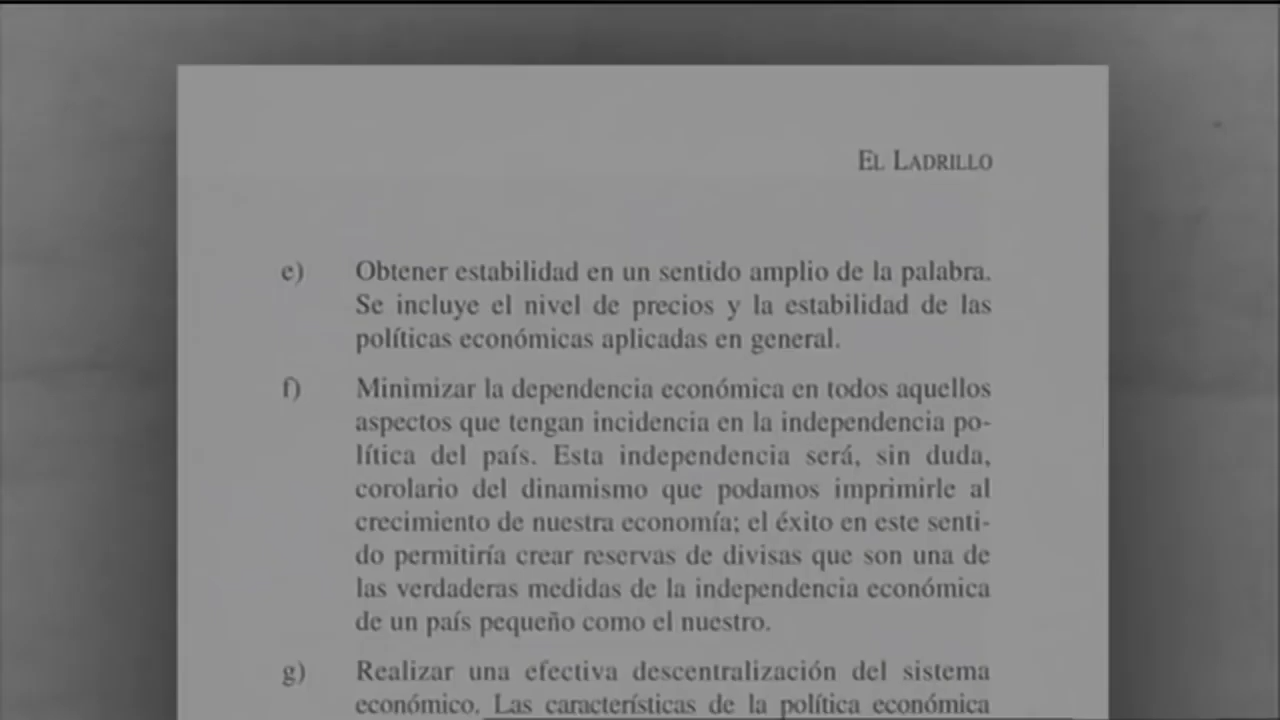 EL LADRILLO
e) Obtener estabilidad en un sentido amplio de la palabra.
Se incluye el nivel de precios y la estabilidad de las
políticas económicas aplicadas en general.
f) Minimizar la dependencia económica en todos aquellos
aspectos que tengan incidencia en la independencia po-
lítica del país. Esta independencia será, sin duda,
corolario del dinamismo que podamos imprimirle al
crecimiento de nuestra economía; el éxito en este senti-
do permitiría crear reservas de divisas que son una de
las verdaderas medidas de la independencia económica
de un país pequeño como el nuestro.
g) Realizar una efectiva descentralización del sistema
económico. Las características de la política económica